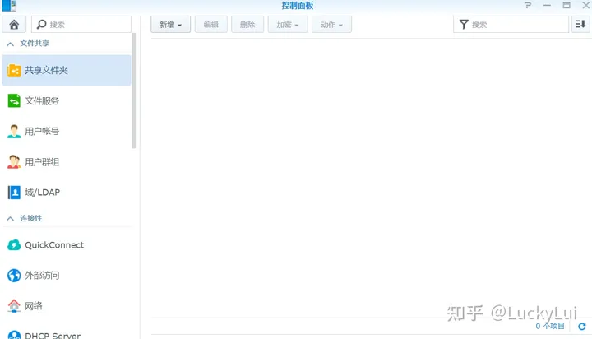 控制面板
搜索
新增 编辑 删除 加密 动作 搜索
文件共享
共享文件夹
文件服务
用户帐号
用户群组
域/LDAP
连接性
QuickConnect
外部访问
网络
DHCP Server
0 个项目
知乎 @LuckyLui